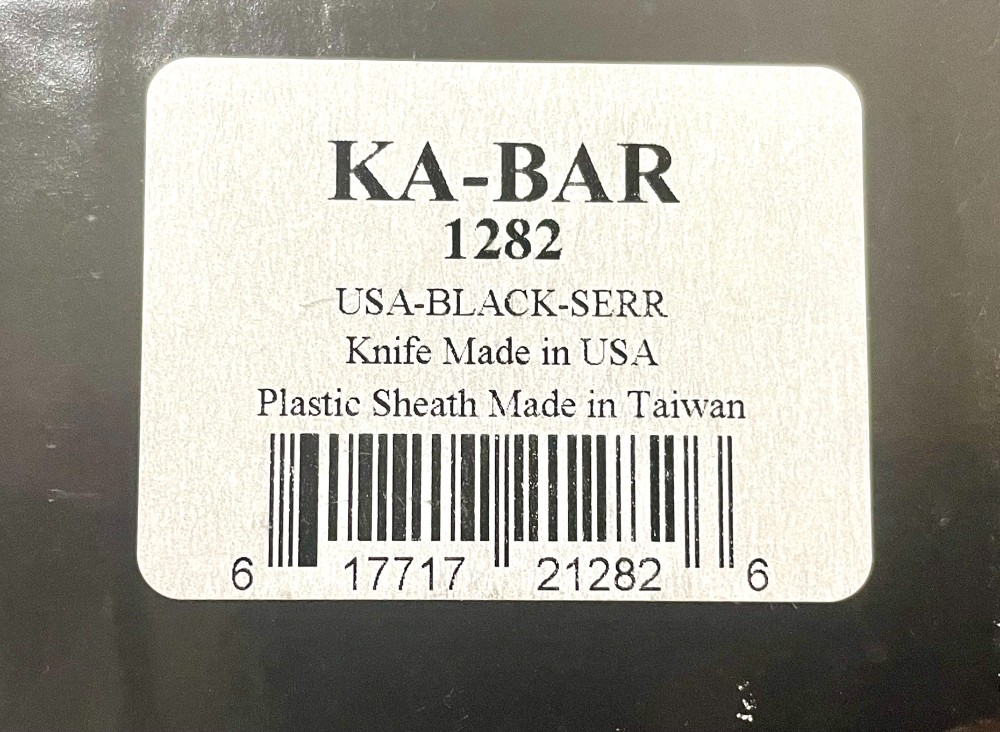 KA-BAR
1282
USA-BLACK-SERR
Knife Made in USA
Plastic Sheath Made in Taiwan
6 17717 21282 6